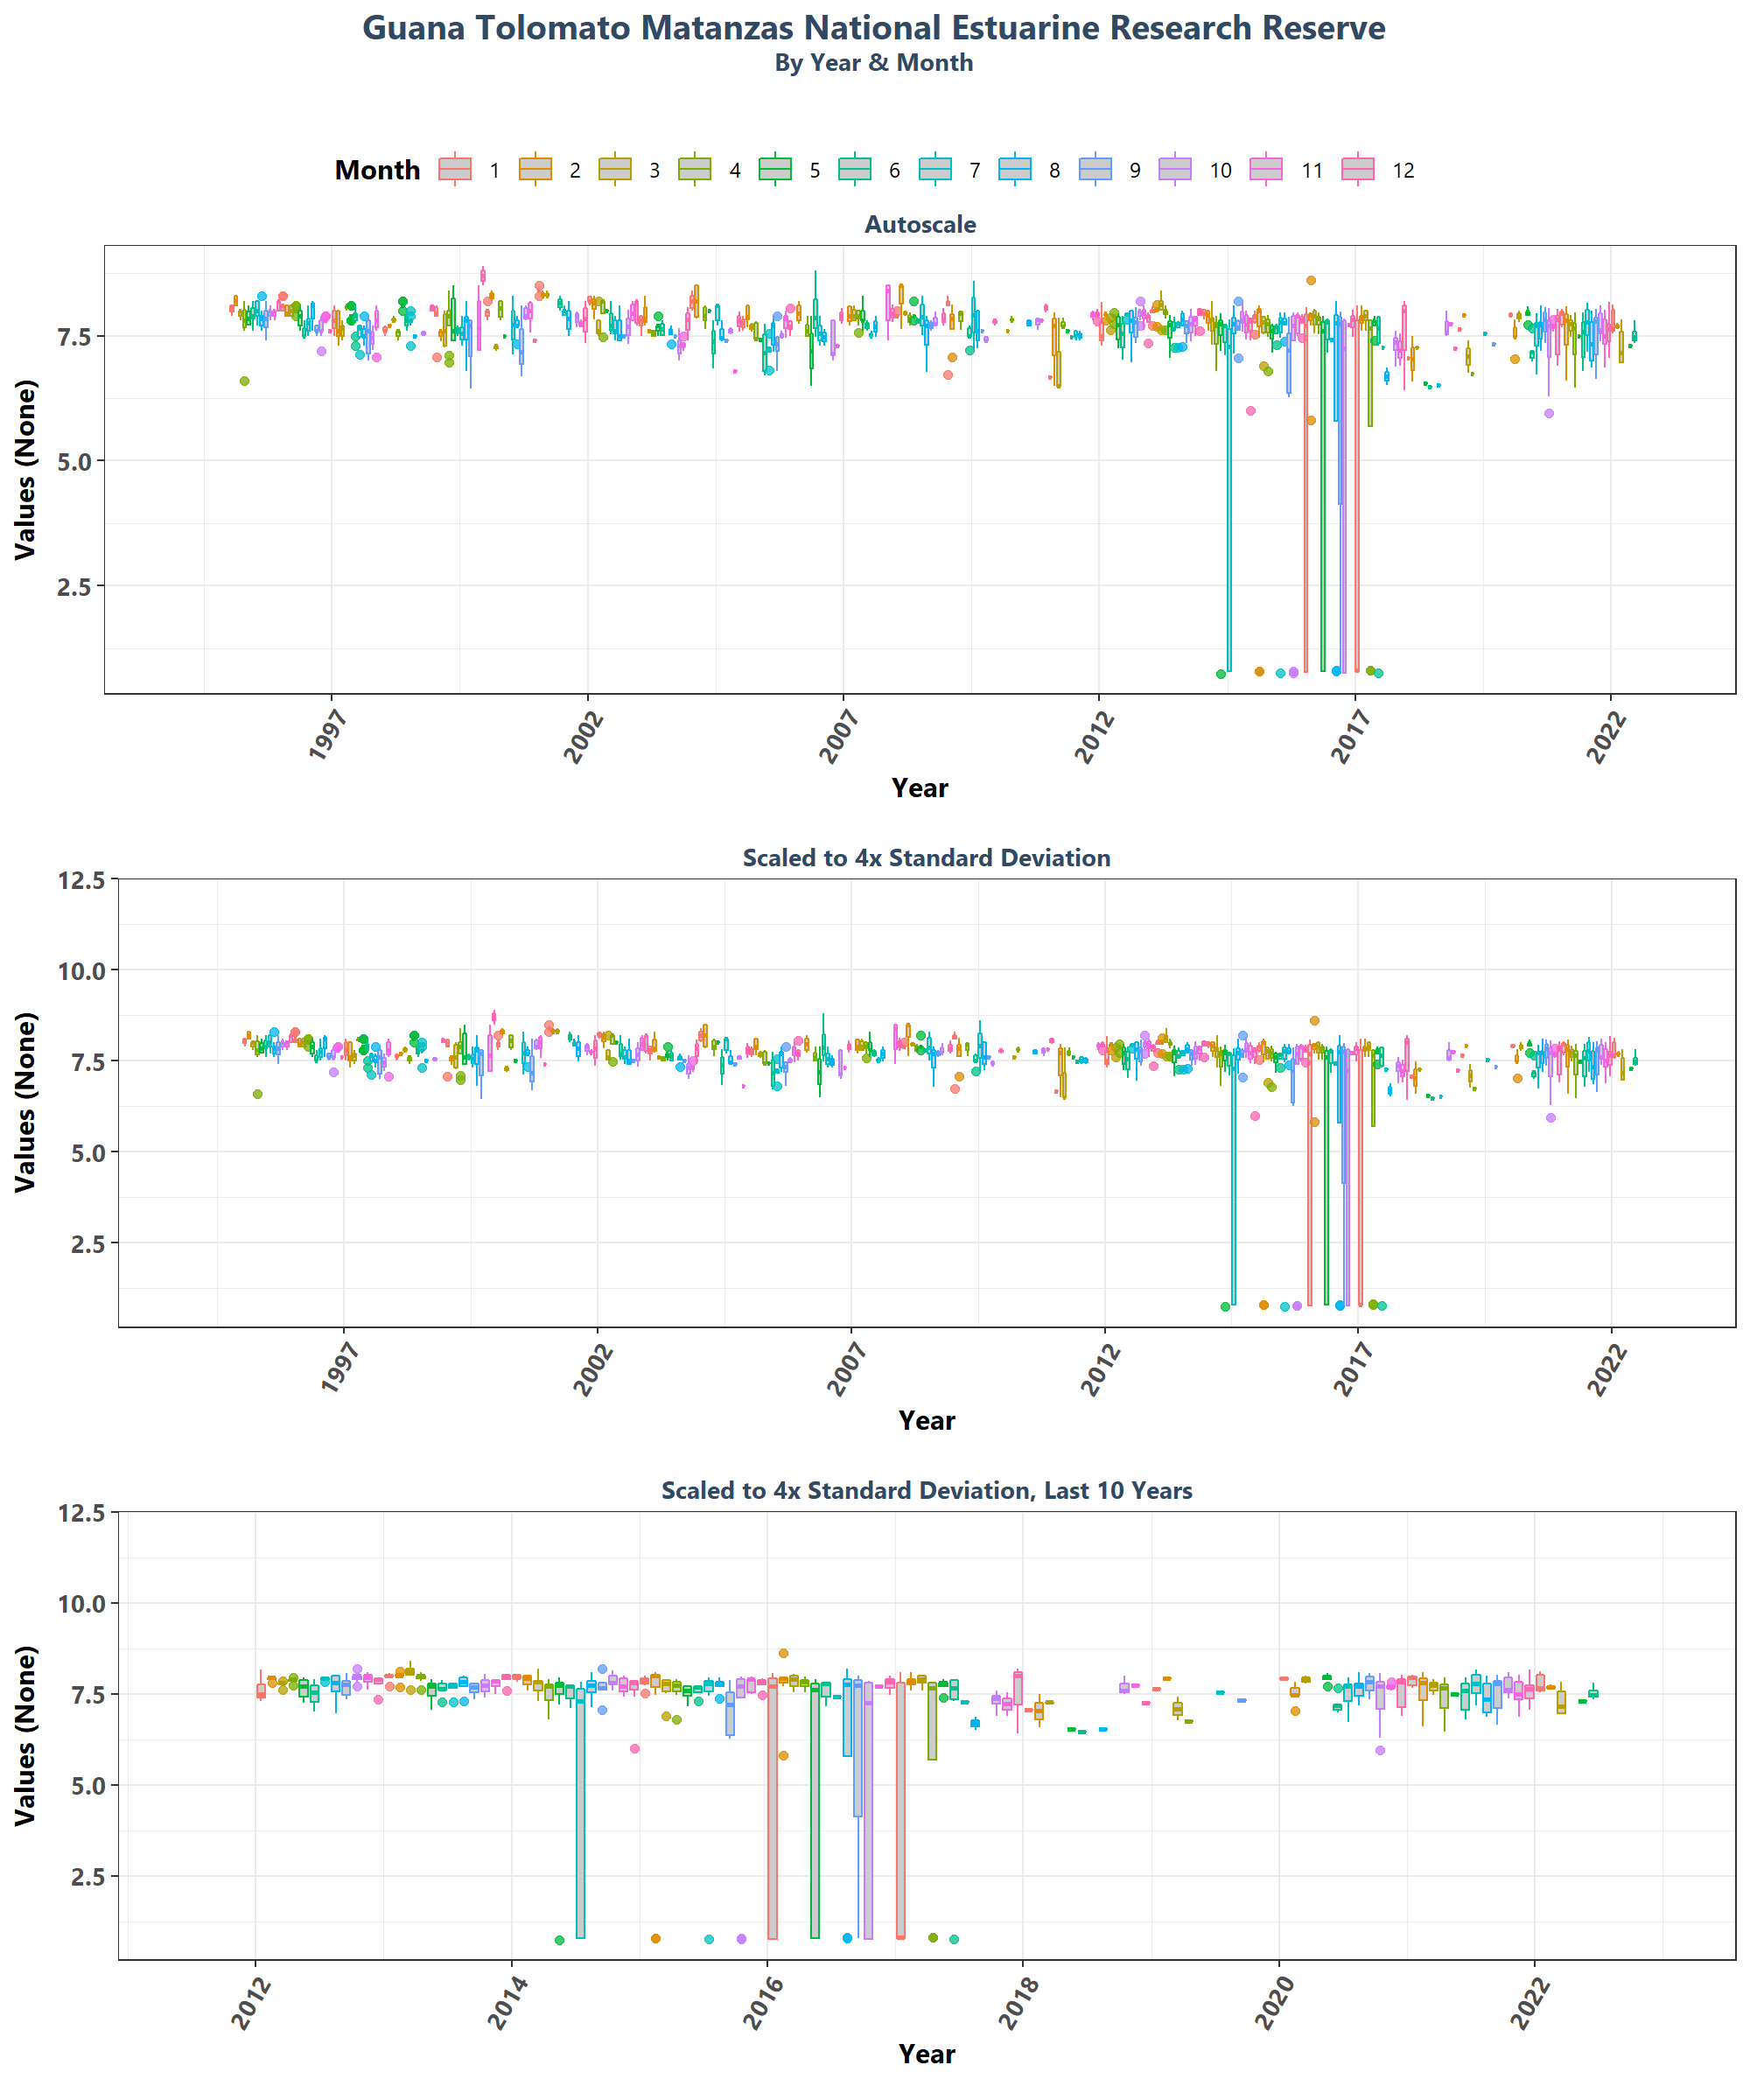 Guana Tolomato Matanzas National Estuarine Research Reserve
By Year & Month
Month 1 2 3 4 5 6 7 8 9 10 11 12
Autoscale
Values (None)
7.5
5.0
2.5
1997 2002 2007 2012 2017 2022
Year
Scaled to 4x Standard Deviation
Values (None)
12.5
10.0
7.5
5.0
2.5
1997 2002 2007 2012 2017 2022
Year
Scaled to 4x Standard Deviation, Last 10 Years
Values (None)
12.5
10.0
7.5
5.0
2.5
2012 2014 2016 2018 2020 2022
Year